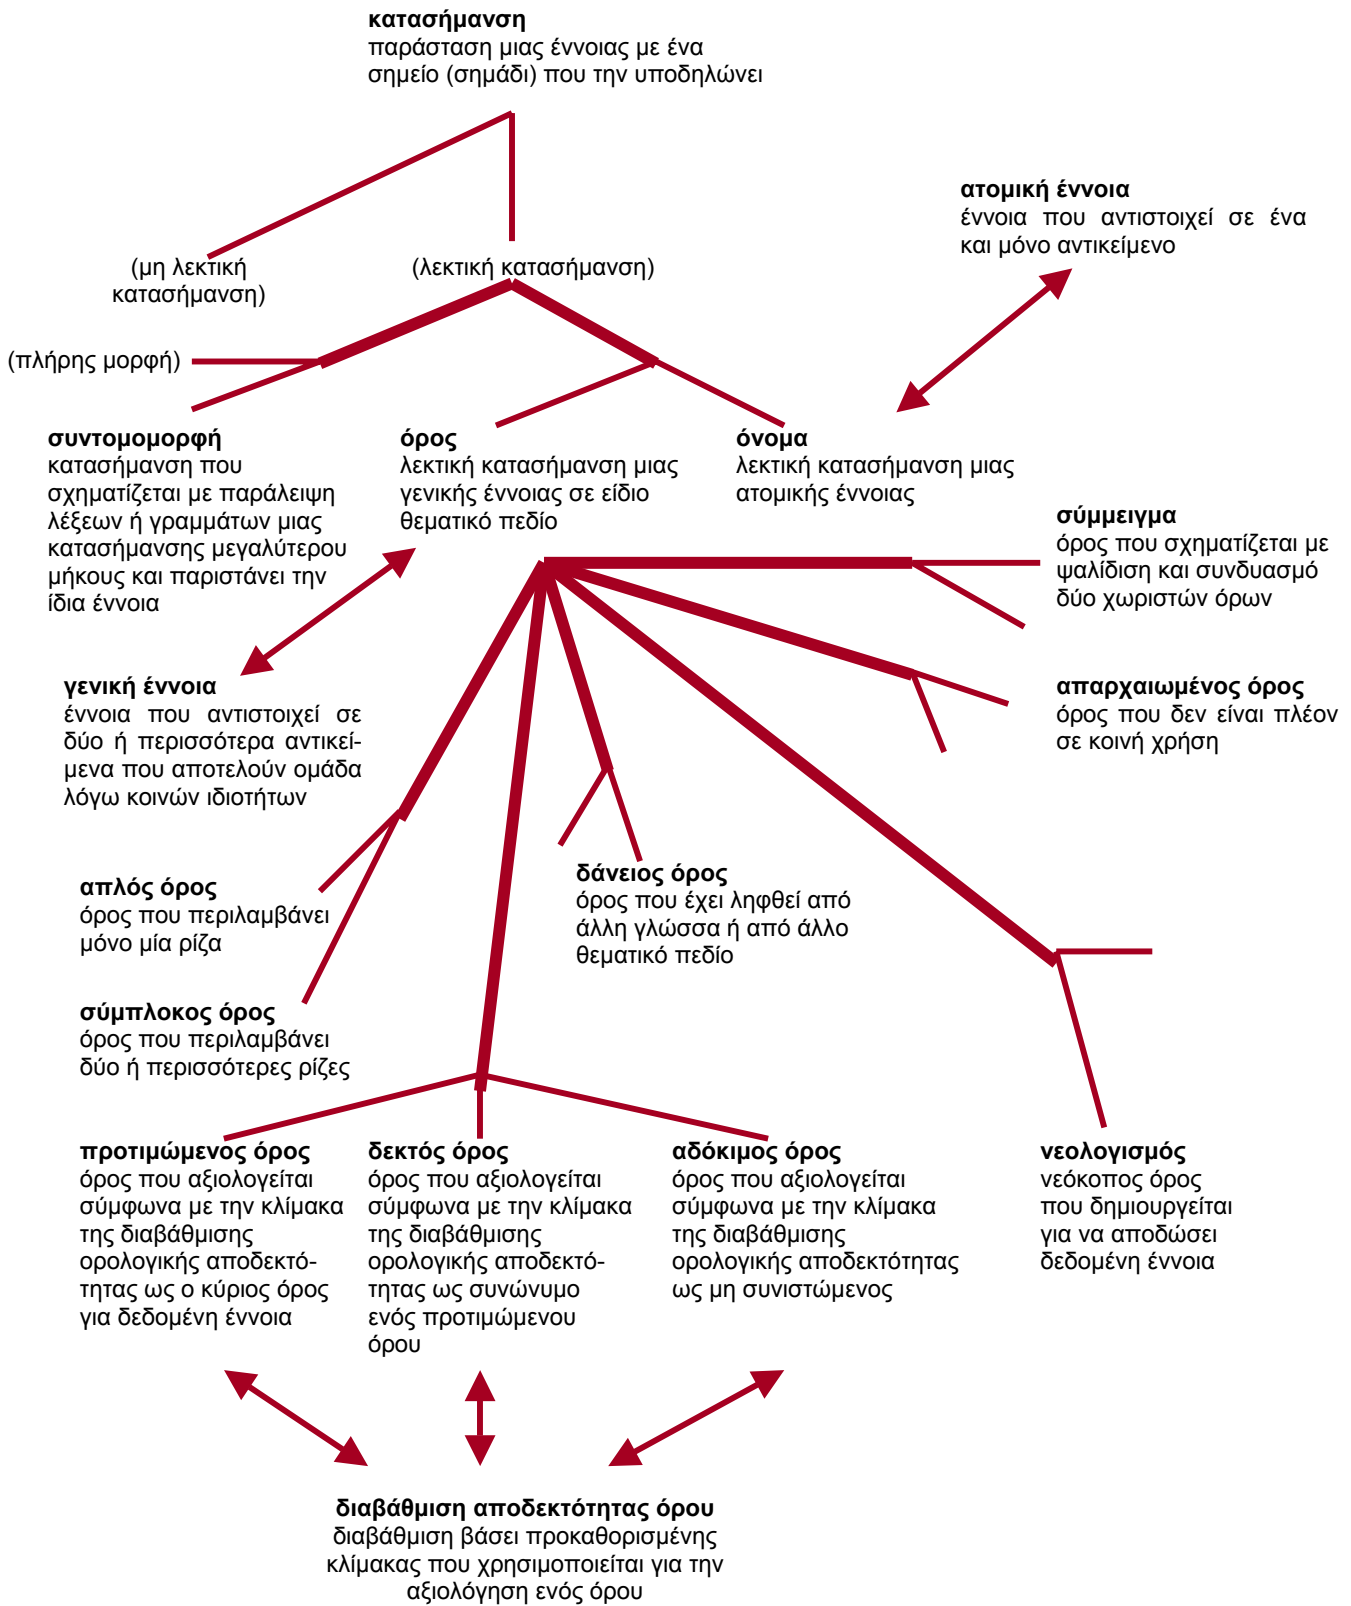 κατασήμανση
παράσταση μιας έννοιας με ένα
σημείο (σημάδι) που την υποδηλώνει
ατομική έννοια
έννοια που αντιστοιχεί σε ένα
και μόνο αντικείμενο
(μη λεκτική
κατασήμανση)
(λεκτική κατασήμανση)
(πλήρης μορφή)
συντομομορφή
κατασήμανση που
σχηματίζεται με παράλειψη
λέξεων ή γραμμάτων μιας
κατασήμανσης μεγαλύτερου
μήκους και παριστάνει την
ίδια έννοια
όρος
λεκτική κατασήμανση μιας
γενικής έννοιας σε είδιο
θεματικό πεδίο
όνομα
λεκτική κατασήμανση μιας
ατομικής έννοιας
σύμμειγμα
όρος που σχηματίζεται με
ψαλίδιση και συνδυασμό
δύο χωριστών όρων
γενική έννοια
έννοια που αντιστοιχεί σε
δύο ή περισσότερα αντικεί-
μενα που αποτελούν ομάδα
λόγω κοινών ιδιοτήτων
απαρχαιωμένος όρος
όρος που δεν είναι πλέον
σε κοινή χρήση
απλός όρος
όρος που περιλαμβάνει
μόνο μία ρίζα
δάνειος όρος
όρος που έχει ληφθεί από
άλλη γλώσσα ή από άλλο
θεματικό πεδίο
σύμπλοκος όρος
όρος που περιλαμβάνει
δύο ή περισσότερες ρίζες
προτιμώμενος όρος
όρος που αξιολογείται
σύμφωνα με την κλίμακα
της διαβάθμισης
ορολογικής αποδεκτό-
τητας ως ο κύριος όρος
για δεδομένη έννοια
δεκτός όρος
όρος που αξιολογείται
σύμφωνα με την κλίμακα
της διαβάθμισης
ορολογικής αποδεκτό-
τητας ως συνώνυμο
ενός προτιμώμενου
όρου
αδόκιμος όρος
όρος που αξιολογείται
σύμφωνα με την κλίμακα
της διαβάθμισης
ορολογικής αποδεκτότητας
ως μη συνιστώμενος
νεολογισμός
νεόκοπος όρος
που δημιουργείται
για να αποδώσει
δεδομένη έννοια
διαβάθμιση αποδεκτότητας όρου
διαβάθμιση βάσει προκαθορισμένης
κλίμακας που χρησιμοποιείται για την
αξιολόγηση ενός όρου